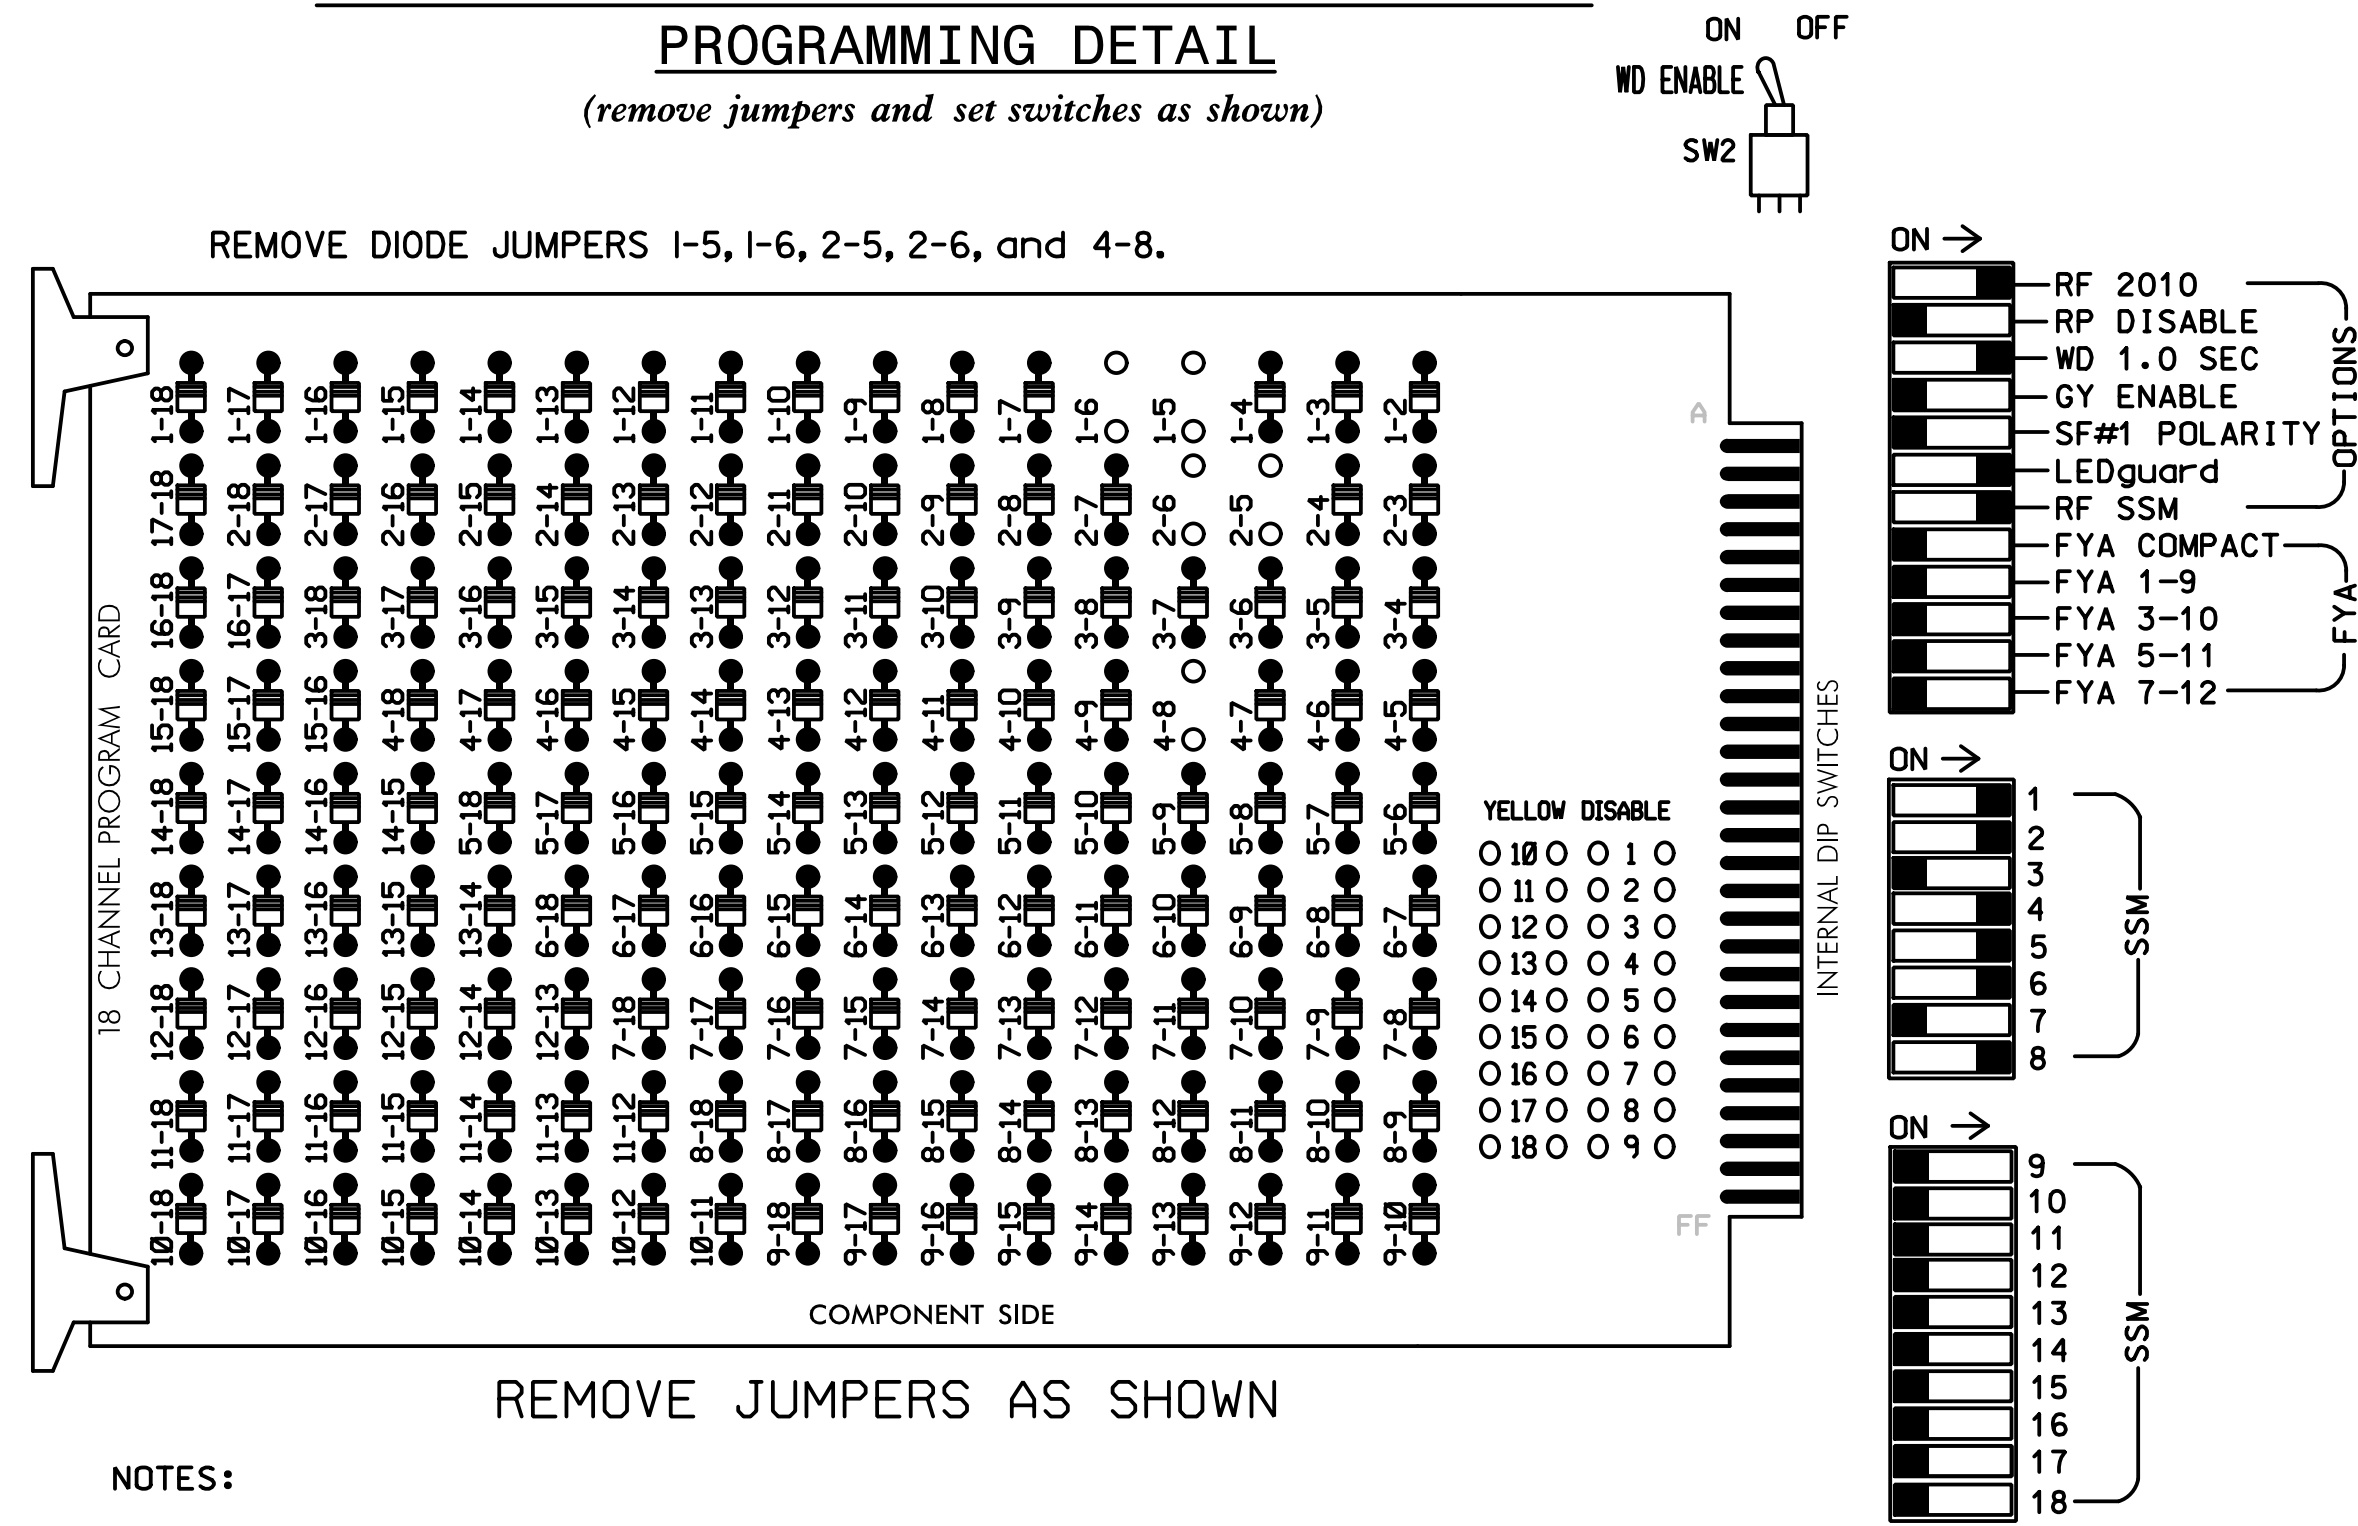 PROGRAMMING DETAIL
(remove jumpers and set switches as shown)
ON OFF
WD ENABLE
SW2
REMOVE DIODE JUMPERS 1-5, 1-6, 2-5, 2-6, and 4-8.
1-18 1-17 1-16 1-15 1-14 1-13 1-12 1-11 1-10 1-9 1-8 1-7 1-6 1-5 1-4 1-3 1-2
17-18 2-18 2-17 2-16 2-15 2-14 2-13 2-12 2-11 2-10 2-9 2-8 2-7 2-6 2-5 2-4 2-3
16-18 16-17 3-18 3-17 3-16 3-15 3-14 3-13 3-12 3-11 3-10 3-9 3-8 3-7 3-6 3-5 3-4
15-18 15-17 15-16 4-18 4-17 4-16 4-15 4-14 4-13 4-12 4-11 4-10 4-9 4-8 4-7 4-6 4-5
14-18 14-17 14-16 14-15 5-18 5-17 5-16 5-15 5-14 5-13 5-12 5-11 5-10 5-9 5-8 5-7 5-6
13-18 13-17 13-16 13-15 13-14 6-18 6-17 6-16 6-15 6-14 6-13 6-12 6-11 6-10 6-9 6-8 6-7
12-18 12-17 12-16 12-15 12-14 12-13 7-18 7-17 7-16 7-15 7-14 7-13 7-12 7-11 7-10 7-9 7-8
11-18 11-17 11-16 11-15 11-14 11-13 11-12 8-18 8-17 8-16 8-15 8-14 8-13 8-12 8-11 8-10 8-9
10-18 10-17 10-16 10-15 10-14 10-13 10-12 10-11 9-18 9-17 9-16 9-15 9-14 9-13 9-12 9-11 9-10
18 CHANNEL PROGRAM CARD
A
FF
YELLOW DISABLE
10 1
11 2
12 3
13 4
14 5
15 6
16 7
17 8
18 9
COMPONENT SIDE
INTERNAL DIP SWITCHES
ON
RF 2010
RP DISABLE
WD 1.0 SEC
GY ENABLE
SF#1 POLARITY
LEDguard
RF SSM
OPTIONS
FYA COMPACT
FYA 1-9
FYA 3-10
FYA 5-11
FYA 7-12
FYA
ON
1
2
3
4
5
6
7
8
SSM
ON
9
10
11
12
13
14
15
16
17
18
SSM
REMOVE JUMPERS AS SHOWN
NOTES: